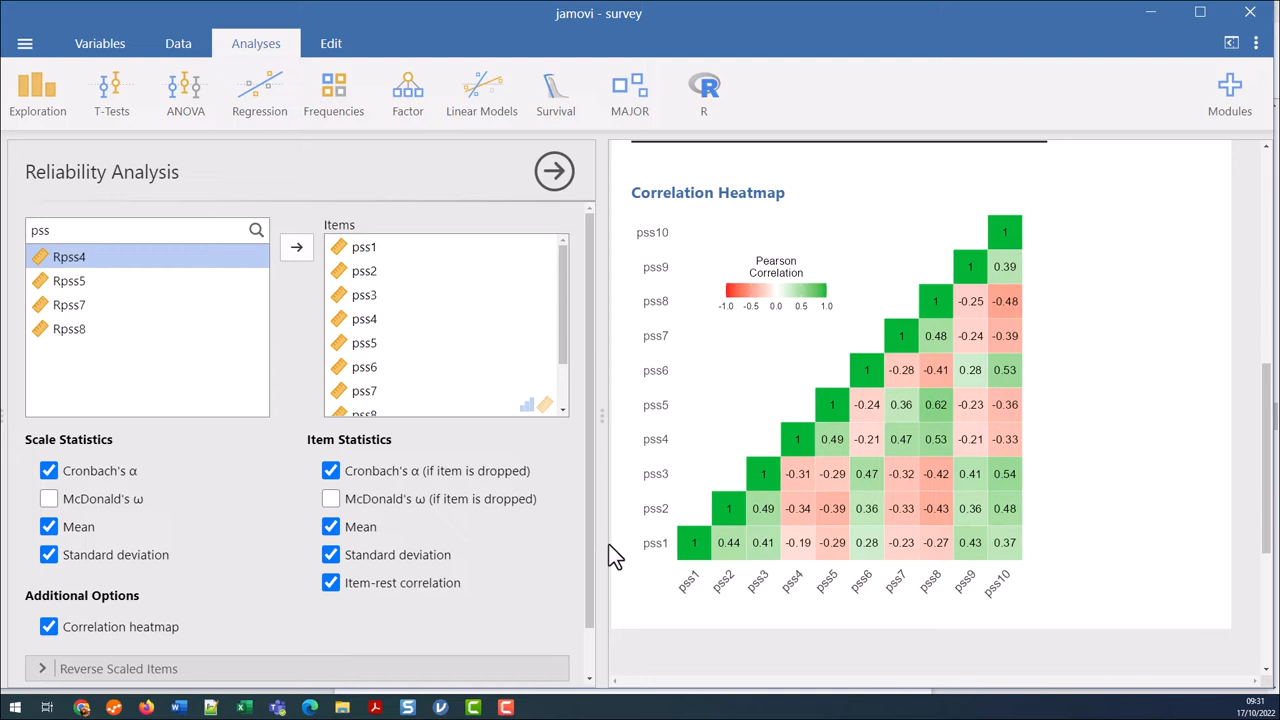 jamovi - survey
Variables
Data
Analyses
Edit
Exploration
T-Tests
ANOVA
Regression
Frequencies
Factor
Linear Models
Survival
MAJOR
R
Modules
Reliability Analysis
pss
Rpss4
Rpss5
Rpss7
Rpss8
Items
pss1
pss2
pss3
pss4
pss5
pss6
pss7
pss8
Scale Statistics
Cronbach's α
McDonald's ω
Mean
Standard deviation
Item Statistics
Cronbach's α (if item is dropped)
McDonald's ω (if item is dropped)
Mean
Standard deviation
Item-rest correlation
Additional Options
Correlation heatmap
Reverse Scaled Items
Correlation Heatmap
Pearson
Correlation
-1.0 -0.5 0.0 0.5 1.0
pss10 1
pss9 1 0.39
pss8 1 -0.25 -0.48
pss7 1 0.48 -0.24 -0.39
pss6 1 -0.28 -0.41 0.28 0.53
pss5 1 -0.24 0.36 0.62 -0.23 -0.36
pss4 1 0.49 -0.21 0.47 0.53 -0.21 -0.33
pss3 1 -0.31 -0.29 0.47 -0.32 -0.42 0.41 0.54
pss2 1 0.49 -0.34 -0.39 0.36 -0.33 -0.43 0.36 0.48
pss1 1 0.44 0.41 -0.19 -0.29 0.28 -0.23 -0.27 0.43 0.37
pss1 pss2 pss3 pss4 pss5 pss6 pss7 pss8 pss9 pss10
09:31
17/10/2022